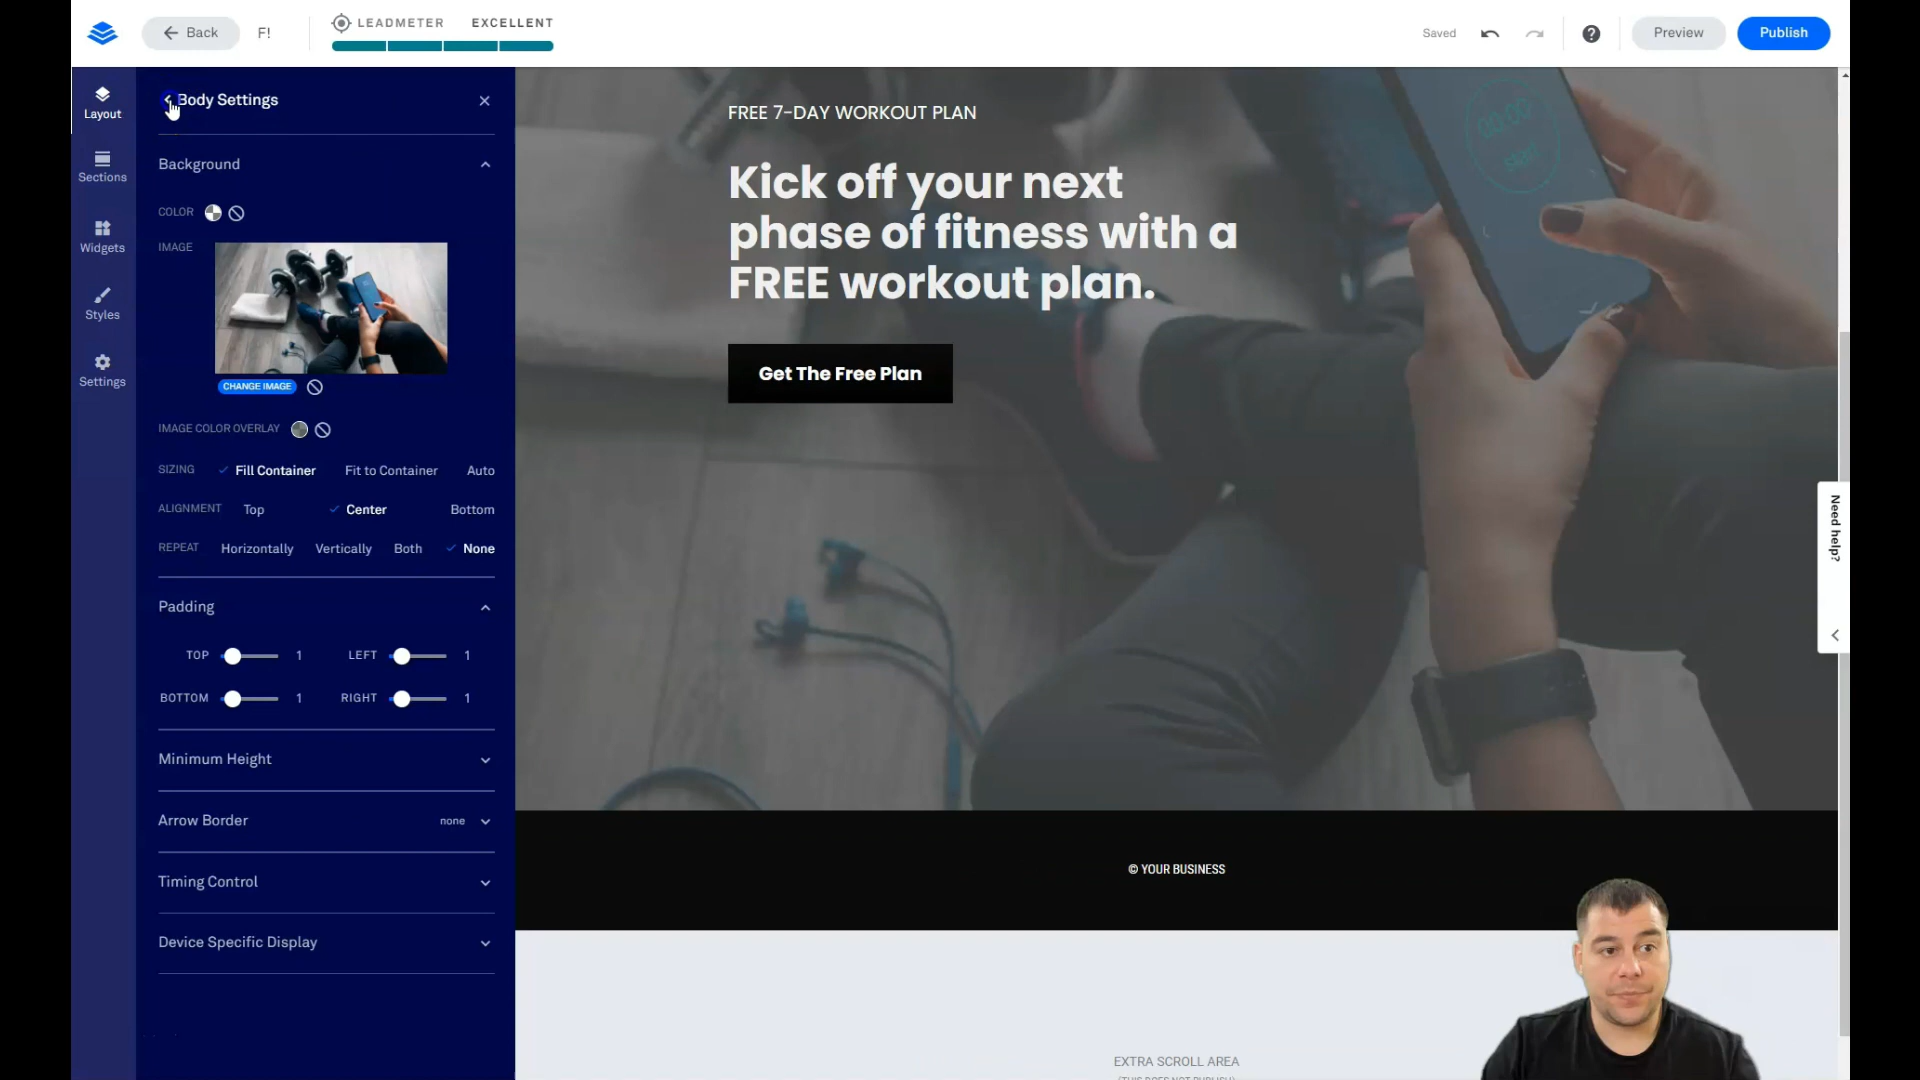 Back
F!
LEADMETER EXCELLENT
Saved
Preview
Publish
Layout
Sections
Widgets
Styles
Settings
Body Settings
Background
COLOR
IMAGE
CHANGE IMAGE
IMAGE COLOR OVERLAY
SIZING Fill Container Fit to Container Auto
ALIGNMENT Top Center Bottom
REPEAT Horizontally Vertically Both None
Padding
TOP 1 LEFT 1
BOTTOM 1 RIGHT 1
Minimum Height
Arrow Border none
Timing Control
Device Specific Display
FREE 7-DAY WORKOUT PLAN
Kick off your next
phase of fitness with a
FREE workout plan.
Get The Free Plan
© YOUR BUSINESS
EXTRA SCROLL AREA
(THIS DOES NOT PUBLISH)
Need help?